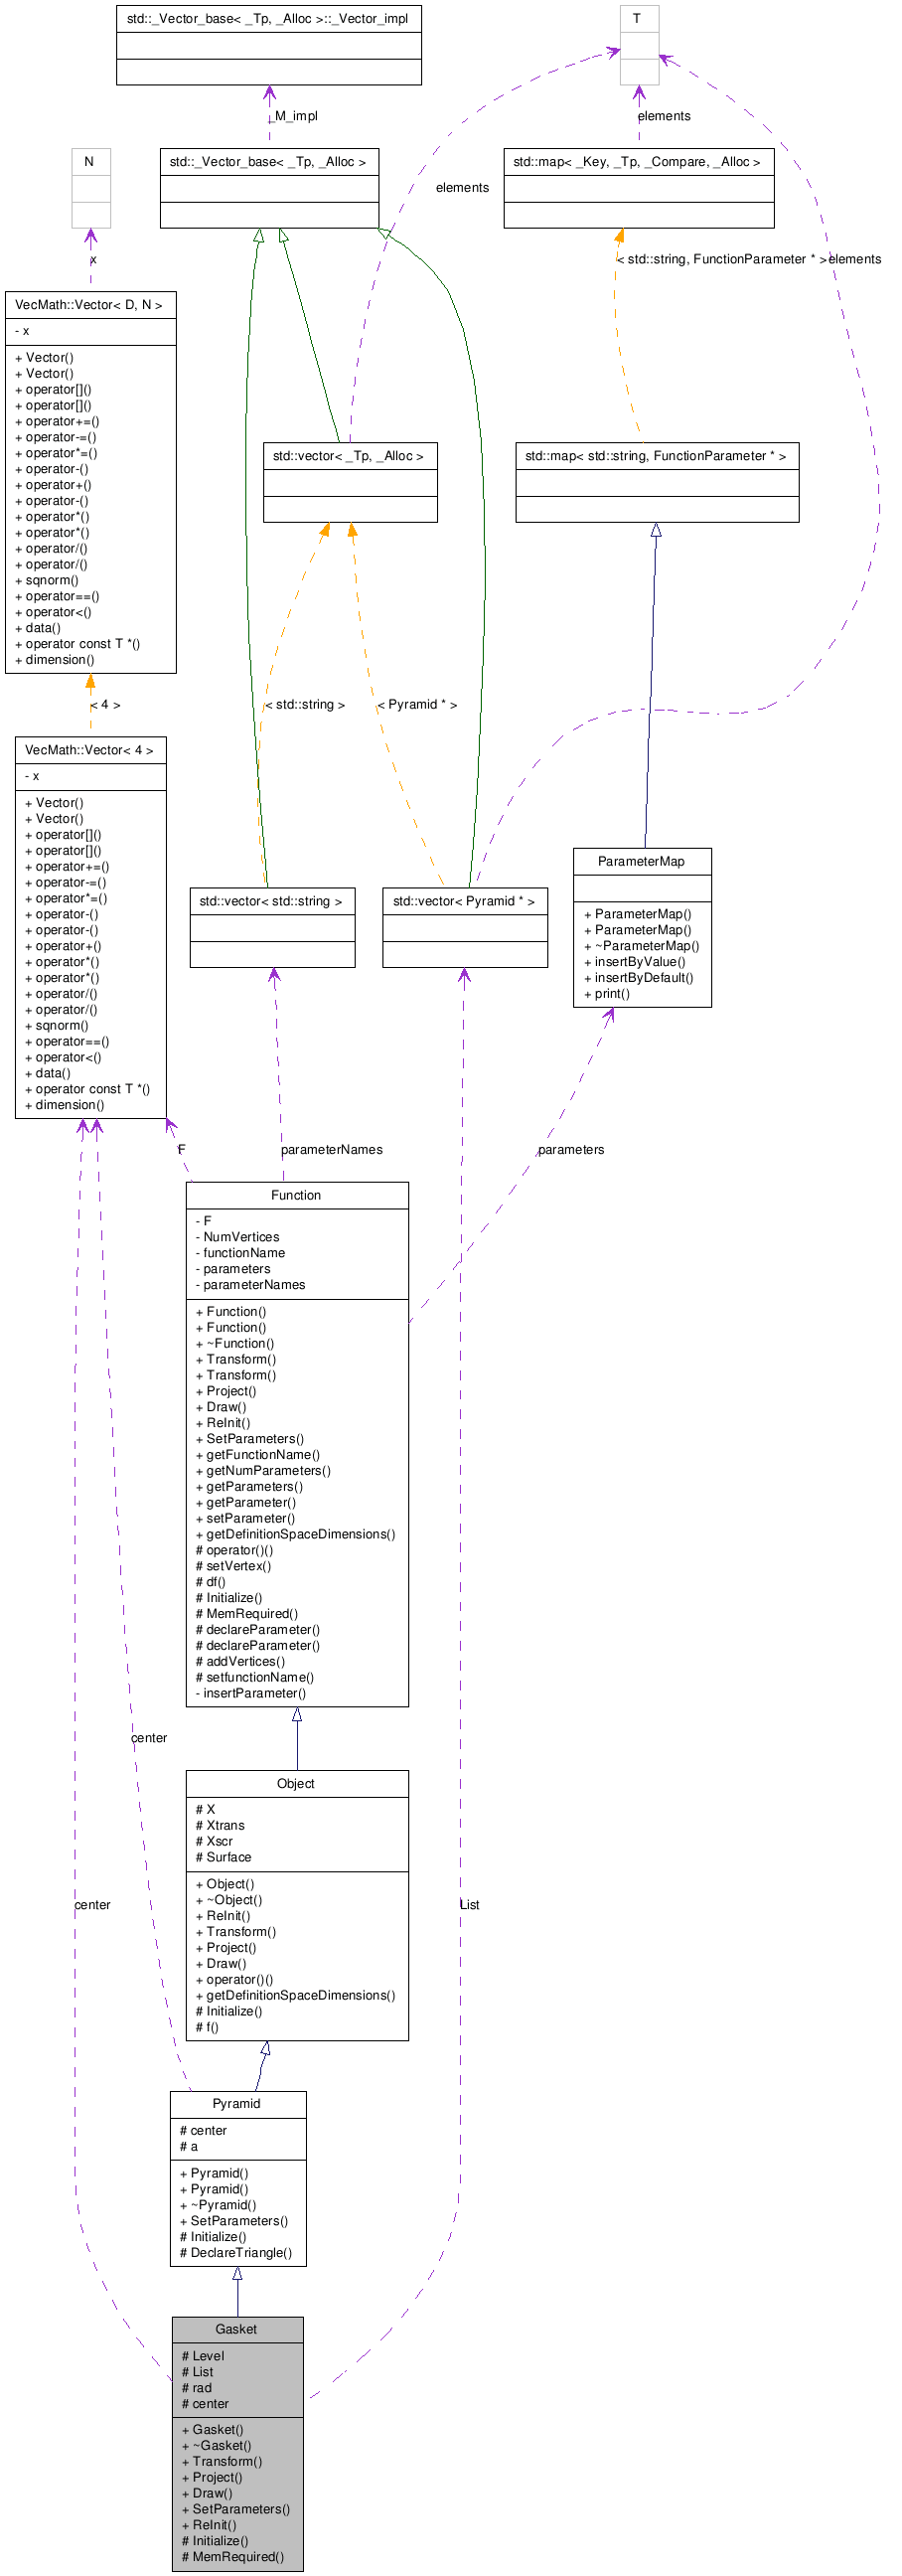 std::_Vector_base< _Tp, _Alloc >::_Vector_impl
T
_M_impl
elements
N
std::_Vector_base< _Tp, _Alloc >
std::map< _Key, _Tp, _Compare, _Alloc >
elements
x
< std::string, FunctionParameter * >
elements
VecMath::Vector< D, N >
- x
+ Vector()
+ Vector()
+ operator[]()
+ operator[]()
+ operator+=()
+ operator-=()
+ operator*=()
+ operator-()
+ operator+()
+ operator-()
+ operator*()
+ operator*()
+ operator/()
+ operator/()
+ sqnorm()
+ operator==()
+ operator<()
+ data()
+ operator const T *()
+ dimension()
std::vector< _Tp, _Alloc >
std::map< std::string, FunctionParameter * >
< 4 >
< std::string >
< Pyramid * >
VecMath::Vector< 4 >
- x
+ Vector()
+ Vector()
+ operator[]()
+ operator[]()
+ operator+=()
+ operator-=()
+ operator*=()
+ operator-()
+ operator-()
+ operator+()
+ operator*()
+ operator*()
+ operator/()
+ operator/()
+ sqnorm()
+ operator==()
+ operator<()
+ data()
+ operator const T *()
+ dimension()
std::vector< std::string >
std::vector< Pyramid * >
ParameterMap
+ ParameterMap()
+ ParameterMap()
+ ~ParameterMap()
+ insertByValue()
+ insertByDefault()
+ print()
F
parameterNames
parameters
Function
- F
- NumVertices
- functionName
- parameters
- parameterNames
+ Function()
+ Function()
+ ~Function()
+ Transform()
+ Transform()
+ Project()
+ Draw()
+ ReInit()
+ SetParameters()
+ getFunctionName()
+ getNumParameters()
+ getParameters()
+ getParameter()
+ setParameter()
+ getDefinitionSpaceDimensions()
# operator()()
# setVertex()
# df()
# Initialize()
# MemRequired()
# declareParameter()
# declareParameter()
# addVertices()
# setfunctionName()
- insertParameter()
center
Object
# X
# Xtrans
# Xscr
# Surface
+ Object()
+ ~Object()
+ ReInit()
+ Transform()
+ Project()
+ Draw()
+ operator()()
+ getDefinitionSpaceDimensions()
# Initialize()
# f()
center
List
Pyramid
# center
# a
+ Pyramid()
+ Pyramid()
+ ~Pyramid()
+ SetParameters()
# Initialize()
# DeclareTriangle()
Gasket
# Level
# List
# rad
# center
+ Gasket()
+ ~Gasket()
+ Transform()
+ Project()
+ Draw()
+ SetParameters()
+ ReInit()
# Initialize()
# MemRequired()